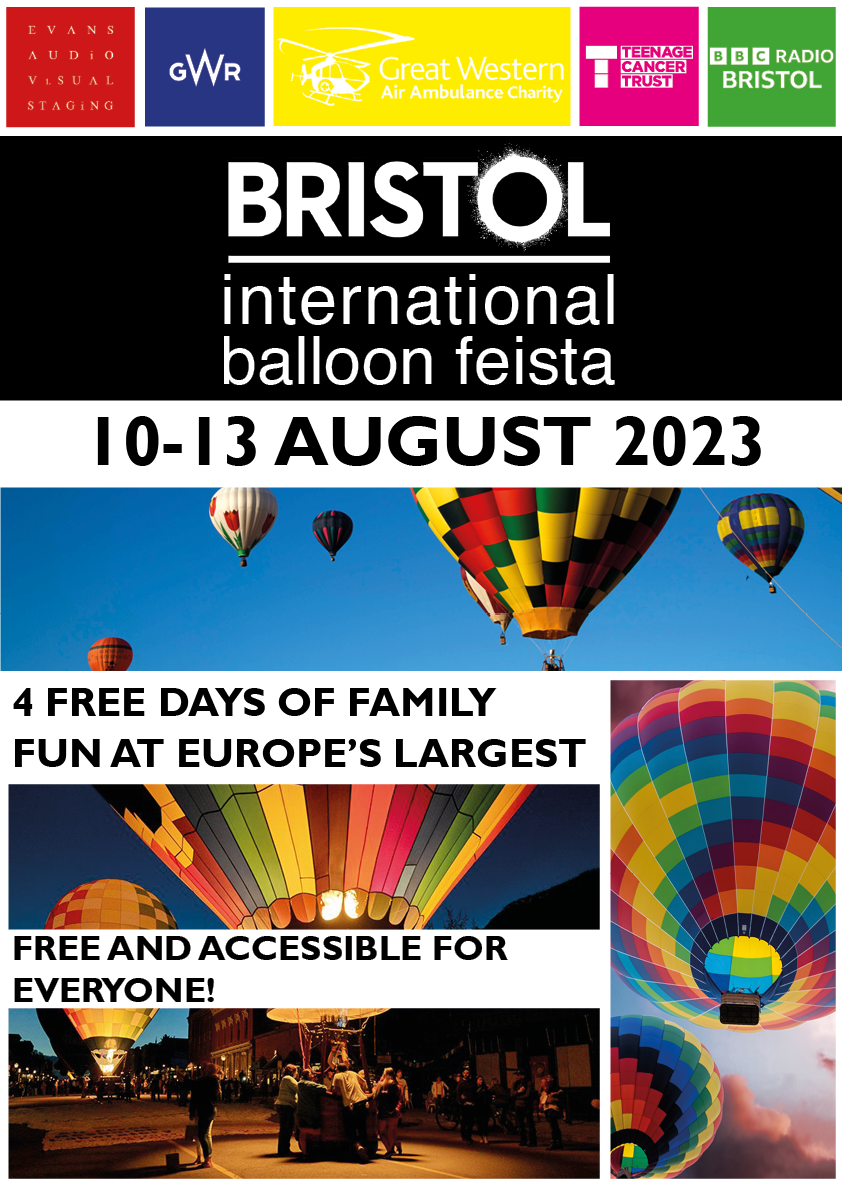 EVANS
AUDiO
ViSUAL
STAGiNG
GWR
Great Western
Air Ambulance Charity
TEENAGE
CANCER
TRUST
BBC RADIO
BRISTOL
BRISTOL
international
balloon feista
10-13 AUGUST 2023
4 FREE DAYS OF FAMILY
FUN AT EUROPE'S LARGEST
FREE AND ACCESSIBLE FOR
EVERYONE!